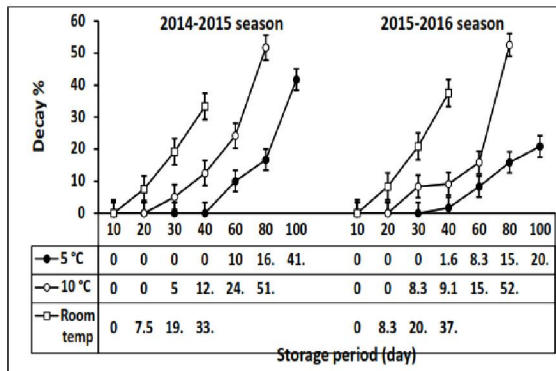 2014-2015 season 2015-2016 season
60
50
40
30
20
10
0
Decay %
10 20 30 40 60 80 100 10 20 30 40 60 80 100
5 °C 0 0 0 0 10 16. 41. 0 0 0 1.6 8.3 15. 20.
10 °C 0 0 5 12. 24. 51. 0 0 8.3 9.1 15. 52.
Room temp 0 7.5 19. 33. 0 8.3 20. 37.
Storage period (day)